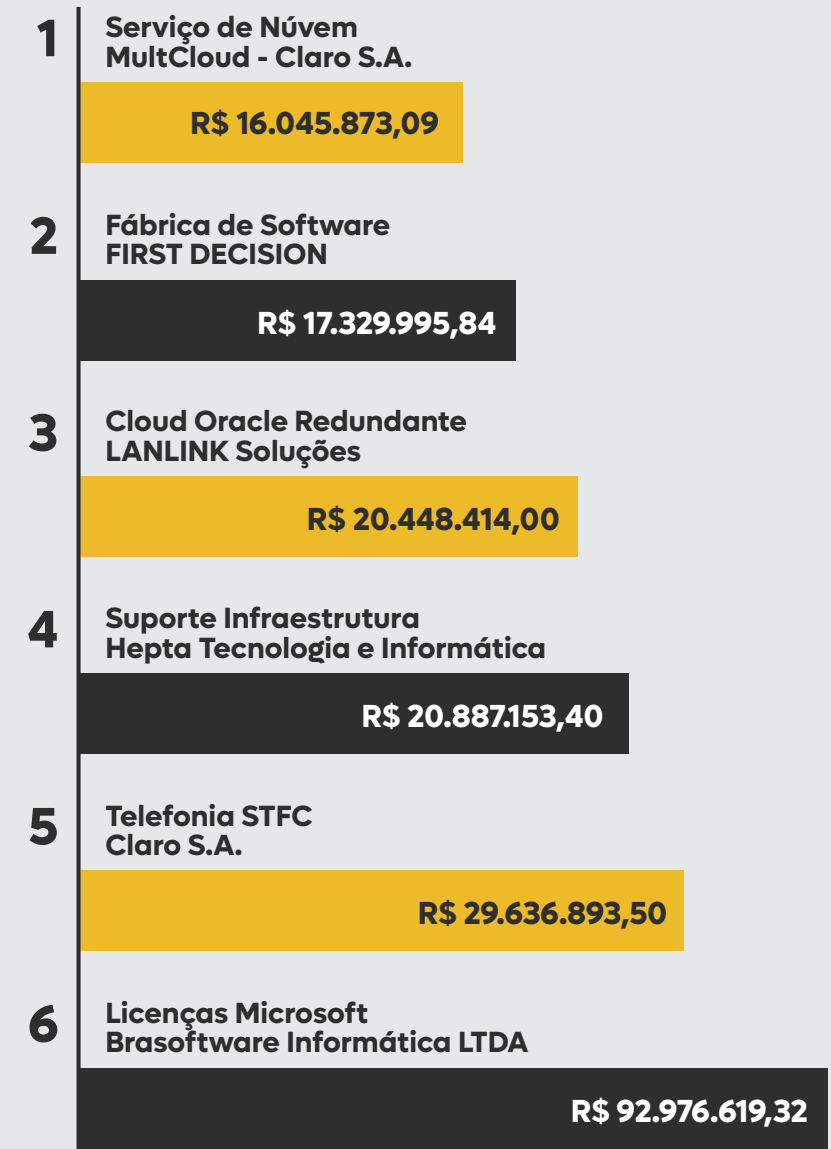 1
Serviço de Núvem
MultCloud - Claro S.A.
R$ 16.045.873,09
2
Fábrica de Software
FIRST DECISION
R$ 17.329.995,84
3
Cloud Oracle Redundante
LANLINK Soluções
R$ 20.448.414,00
4
Suporte Infraestrutura
Hepta Tecnologia e Informática
R$ 20.887.153,40
5
Telefonia STFC
Claro S.A.
R$ 29.636.893,50
6
Licenças Microsoft
Brasoftware Informática LTDA
R$ 92.976.619,32